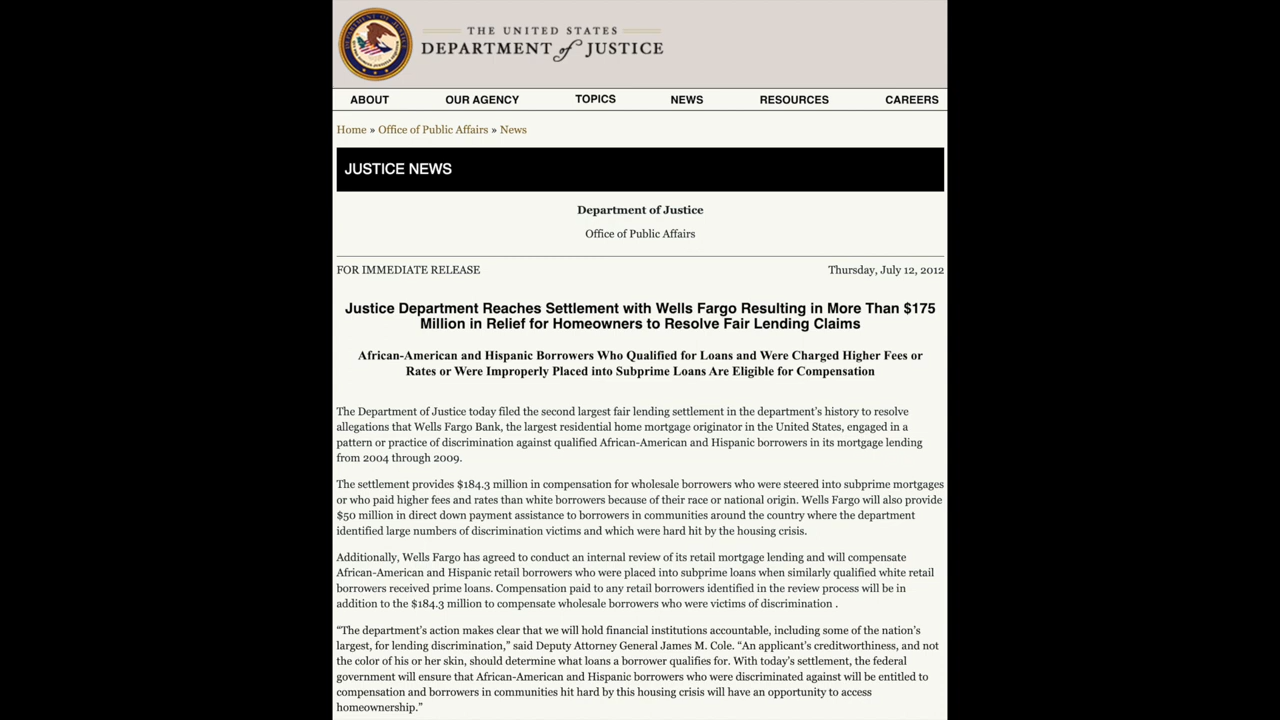 THE UNITED STATES
DEPARTMENT of JUSTICE
ABOUT OUR AGENCY TOPICS NEWS RESOURCES CAREERS
Home » Office of Public Affairs » News
JUSTICE NEWS
Department of Justice
Office of Public Affairs
FOR IMMEDIATE RELEASE Thursday, July 12, 2012
Justice Department Reaches Settlement with Wells Fargo Resulting in More Than $175
Million in Relief for Homeowners to Resolve Fair Lending Claims
African-American and Hispanic Borrowers Who Qualified for Loans and Were Charged Higher Fees or
Rates or Were Improperly Placed into Subprime Loans Are Eligible for Compensation
The Department of Justice today filed the second largest fair lending settlement in the department's history to resolve
allegations that Wells Fargo Bank, the largest residential home mortgage originator in the United States, engaged in a
pattern or practice of discrimination against qualified African-American and Hispanic borrowers in its mortgage lending
from 2004 through 2009.
The settlement provides $184.3 million in compensation for wholesale borrowers who were steered into subprime mortgages
or who paid higher fees and rates than white borrowers because of their race or national origin. Wells Fargo will also provide
$50 million in direct down payment assistance to borrowers in communities around the country where the department
identified large numbers of discrimination victims and which were hard hit by the housing crisis.
Additionally, Wells Fargo has agreed to conduct an internal review of its retail mortgage lending and will compensate
African-American and Hispanic retail borrowers who were placed into subprime loans when similarly qualified white retail
borrowers received prime loans. Compensation paid to any retail borrowers identified in the review process will be in
addition to the $184.3 million to compensate wholesale borrowers who were victims of discrimination .
“The department's action makes clear that we will hold financial institutions accountable, including some of the nation's
largest, for lending discrimination,” said Deputy Attorney General James M. Cole. “An applicant's creditworthiness, and not
the color of his or her skin, should determine what loans a borrower qualifies for. With today's settlement, the federal
government will ensure that African-American and Hispanic borrowers who were discriminated against will be entitled to
compensation and borrowers in communities hit hard by this housing crisis will have an opportunity to access
homeownership.”